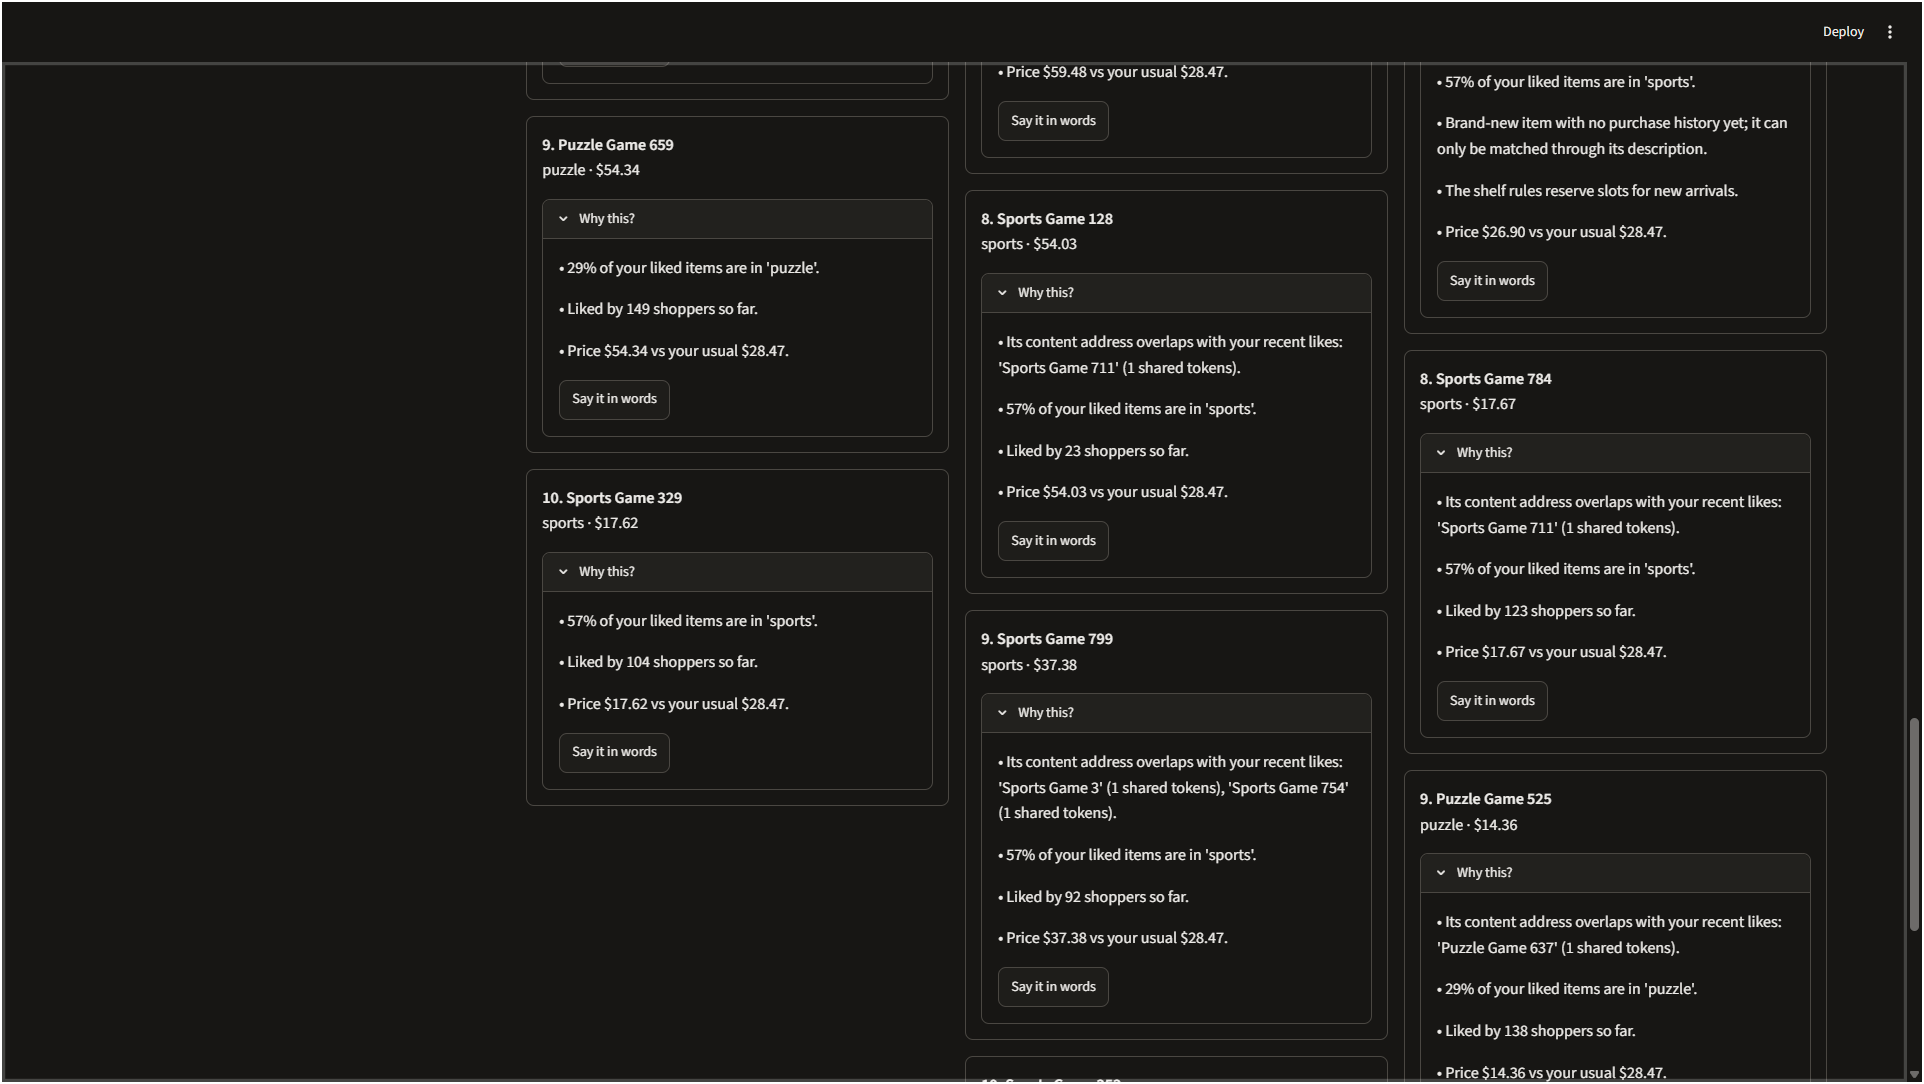 Deploy
9. Puzzle Game 659
puzzle · $54.34
Why this?
• 29% of your liked items are in 'puzzle'.
• Liked by 149 shoppers so far.
• Price $54.34 vs your usual $28.47.
Say it in words
10. Sports Game 329
sports · $17.62
Why this?
• 57% of your liked items are in 'sports'.
• Liked by 104 shoppers so far.
• Price $17.62 vs your usual $28.47.
Say it in words
• Price $59.48 vs your usual $28.47.
Say it in words
8. Sports Game 128
sports · $54.03
Why this?
• Its content address overlaps with your recent likes:
'Sports Game 711' (1 shared tokens).
• 57% of your liked items are in 'sports'.
• Liked by 23 shoppers so far.
• Price $54.03 vs your usual $28.47.
Say it in words
9. Sports Game 799
sports · $37.38
Why this?
• Its content address overlaps with your recent likes:
'Sports Game 3' (1 shared tokens), 'Sports Game 754'
(1 shared tokens).
• 57% of your liked items are in 'sports'.
• Liked by 92 shoppers so far.
• Price $37.38 vs your usual $28.47.
Say it in words
• 57% of your liked items are in 'sports'.
• Brand-new item with no purchase history yet; it can
only be matched through its description.
• The shelf rules reserve slots for new arrivals.
• Price $26.90 vs your usual $28.47.
Say it in words
8. Sports Game 784
sports · $17.67
Why this?
• Its content address overlaps with your recent likes:
'Sports Game 711' (1 shared tokens).
• 57% of your liked items are in 'sports'.
• Liked by 123 shoppers so far.
• Price $17.67 vs your usual $28.47.
Say it in words
9. Puzzle Game 525
puzzle · $14.36
Why this?
• Its content address overlaps with your recent likes:
'Puzzle Game 637' (1 shared tokens).
• 29% of your liked items are in 'puzzle'.
• Liked by 138 shoppers so far.
• Price $14.36 vs your usual $28.47.